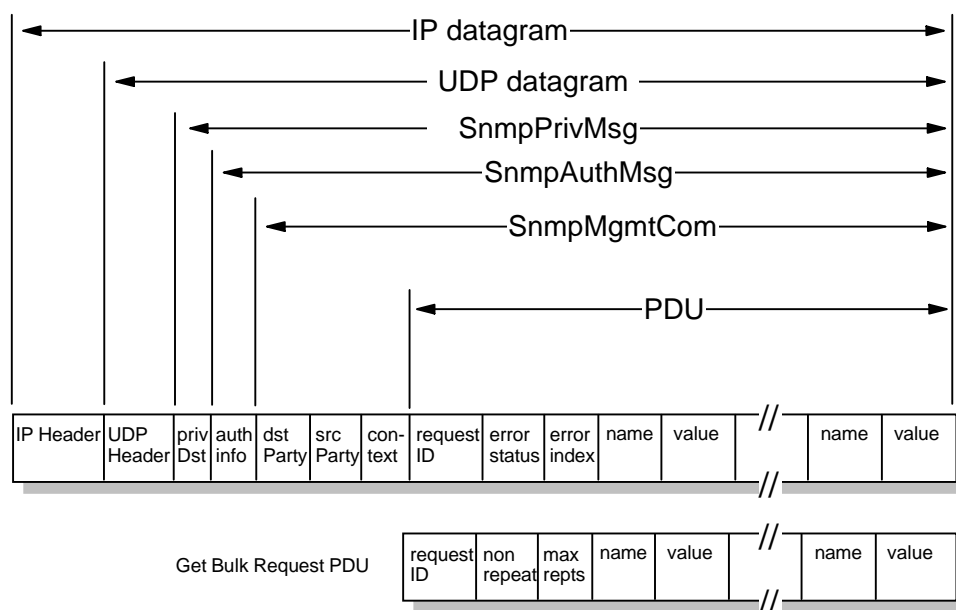 IP datagram
UDP datagram
SnmpPrivMsg
SnmpAuthMsg
SnmpMgmtCom
PDU
IP Header UDP priv auth dst src con- request error error name value // name value
Header Dst info Party Party text ID status index
//
Get Bulk Request PDU
request non max name value // name value
ID repeat repts
//